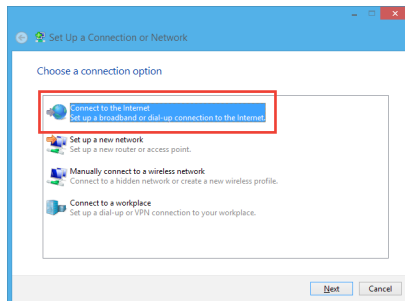 Set Up a Connection or Network
Choose a connection option
Connect to the Internet
Set up a broadband or dial-up connection to the Internet.
Set up a new network
Set up a new router or access point.
Manually connect to a wireless network
Connect to a hidden network or create a new wireless profile.
Connect to a workplace
Set up a dial-up or VPN connection to your workplace.
Next Cancel